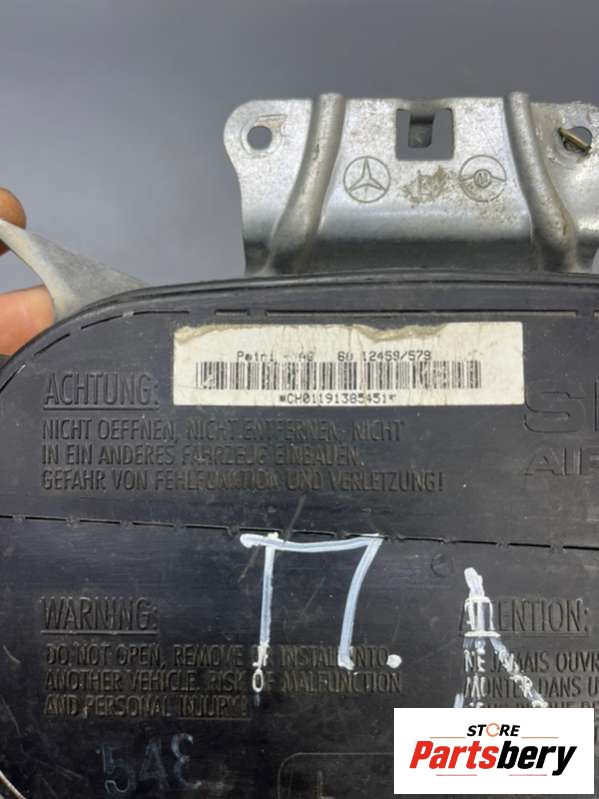 Petri - AG 60 12459/579
*CH01191385451*
ACHTUNG:
NICHT OEFFNEN, NICHT ENTFERNEN, NICHT
IN EIN ANDERES FAHRZEUG EINBAUEN.
GEFAHR VON FEHLFUNKTION UND VERLETZUNG!
П.
WARNING:
DO NOT OPEN, REMOVE OR INSTALL INTO
ANOTHER VEHICLE. RISK OF MALFUNCTION
AND PERSONAL INJURY!
ATTENTION:
NE JAMAIS OUVR
MONTER DANS U
54
STORE
Partsbery